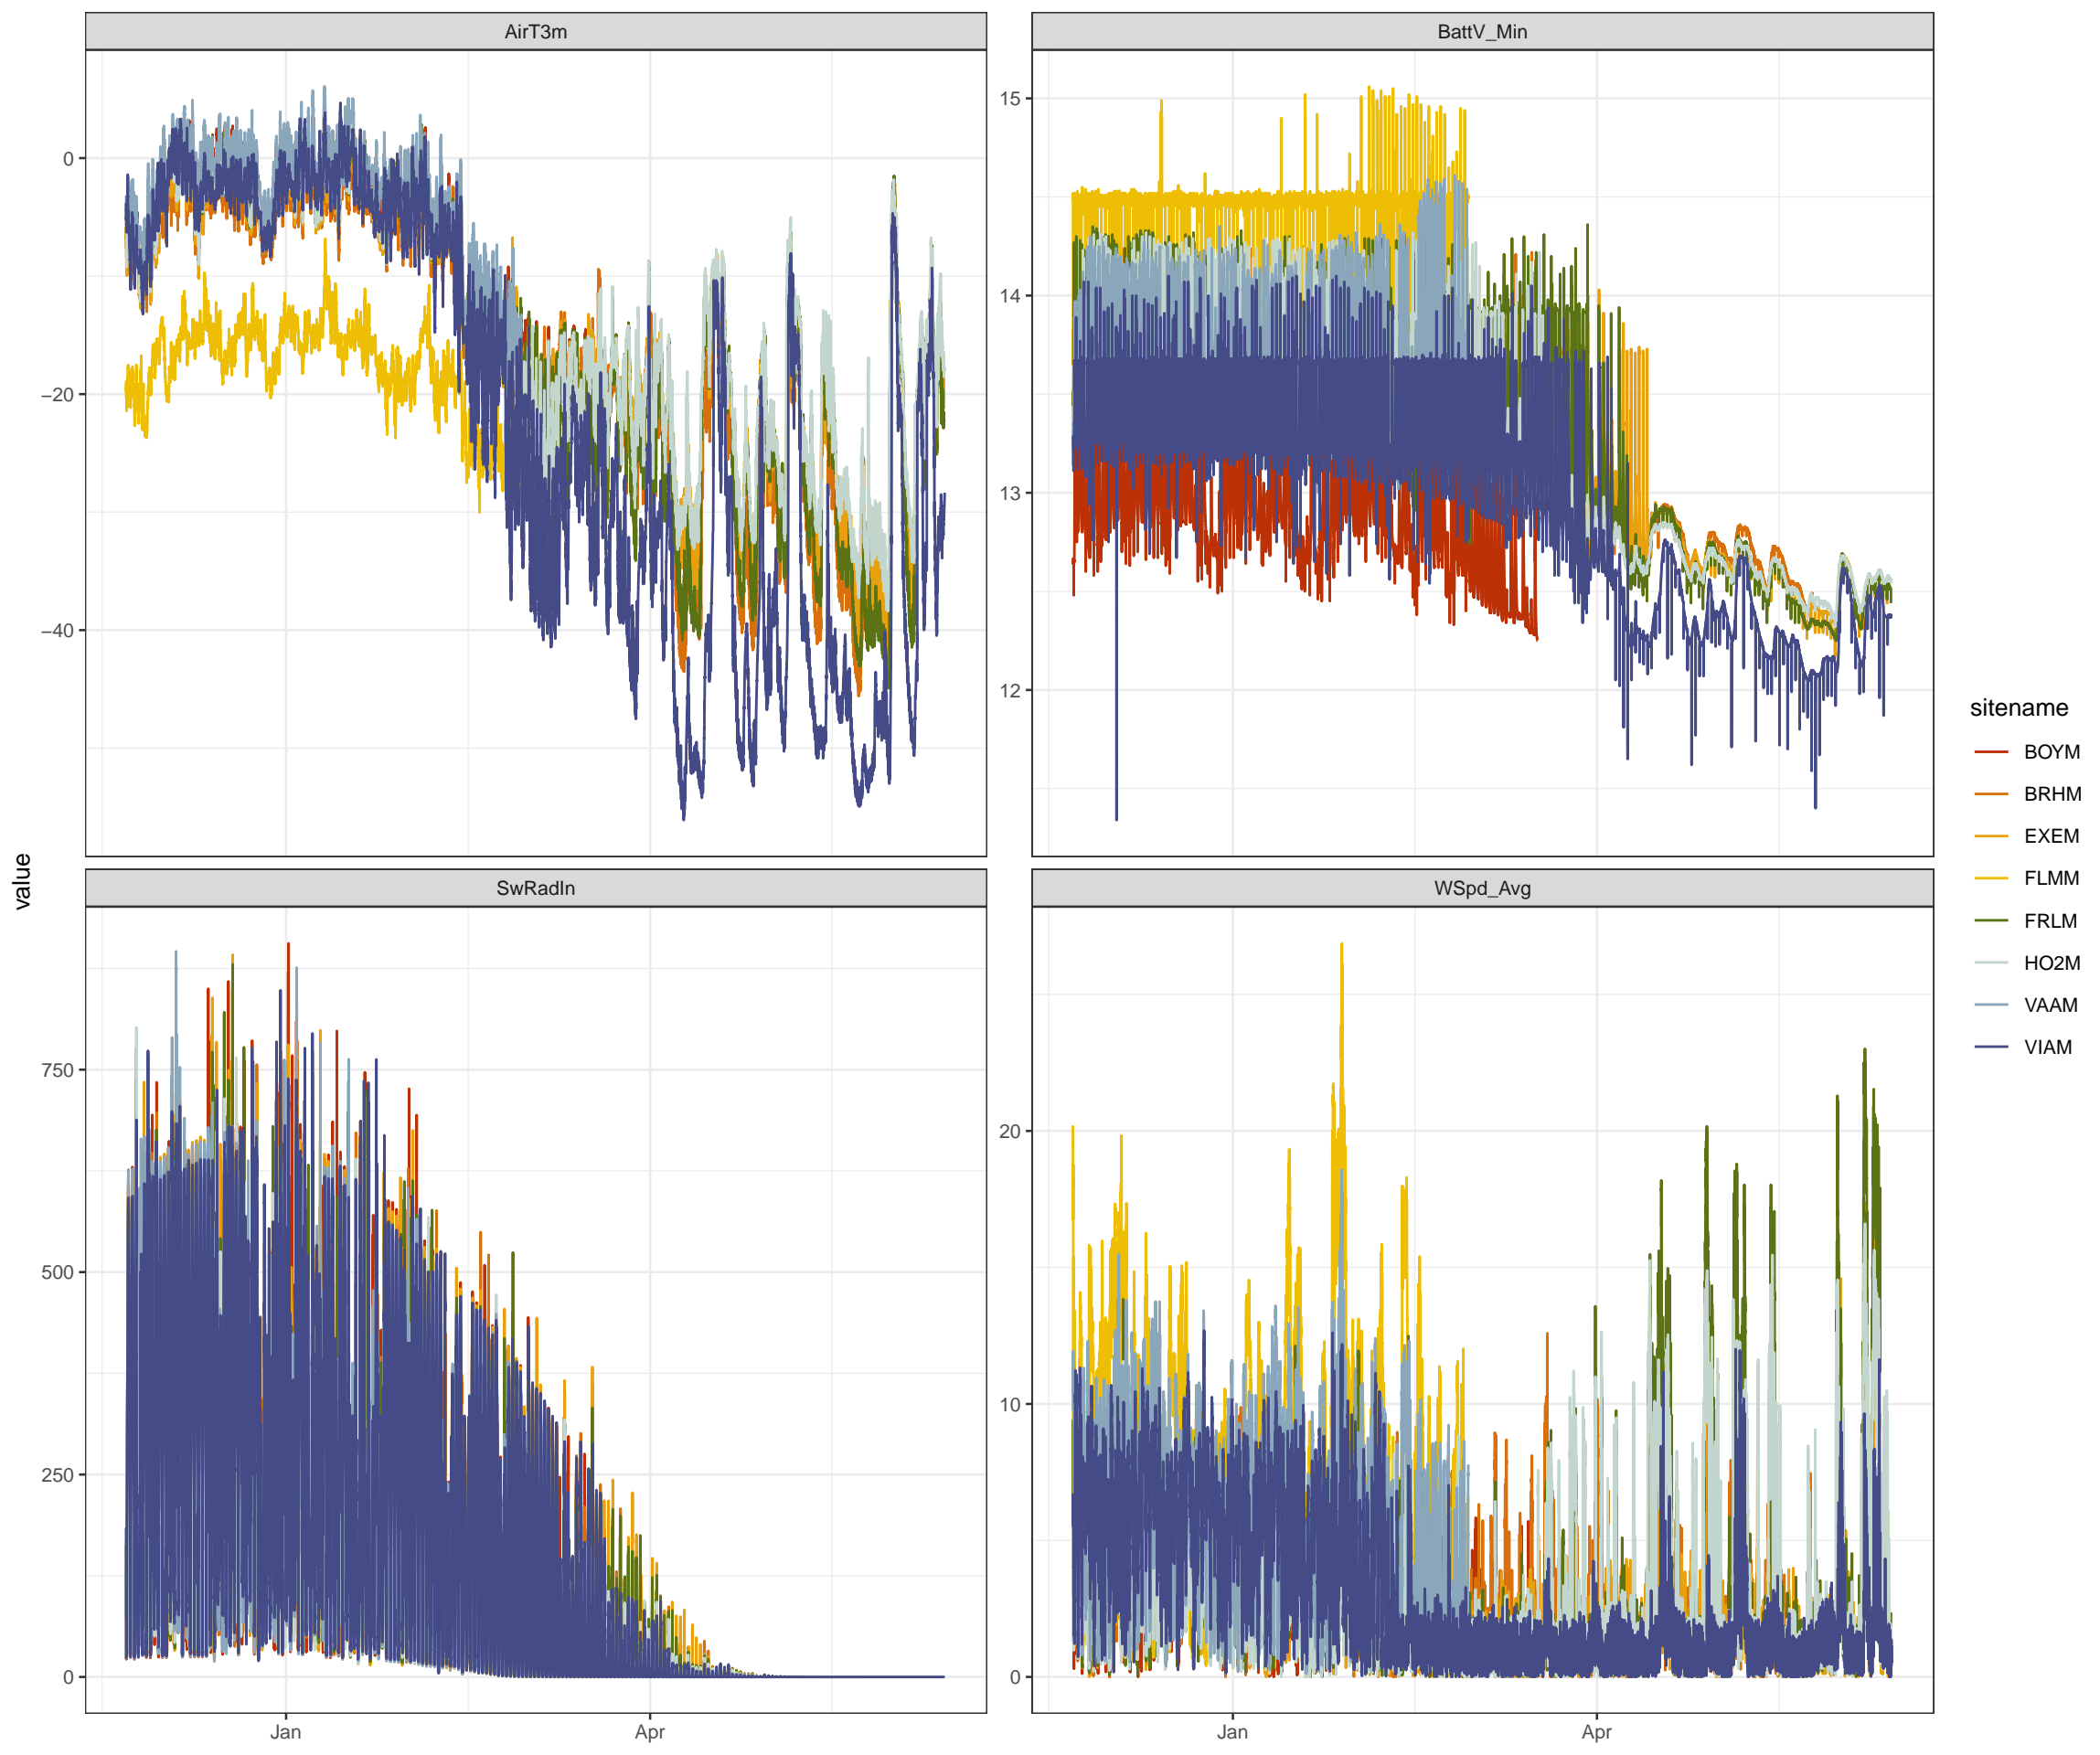 AirT3m
BattV_Min
0
−20
−40
15
14
13
12
SwRadIn
WSpd_Avg
750
500
250
0
20
10
0
Jan
Apr
Jan
Apr
value
sitename
BOYM
BRHM
EXEM
FLMM
FRLM
HO2M
VAAM
VIAM